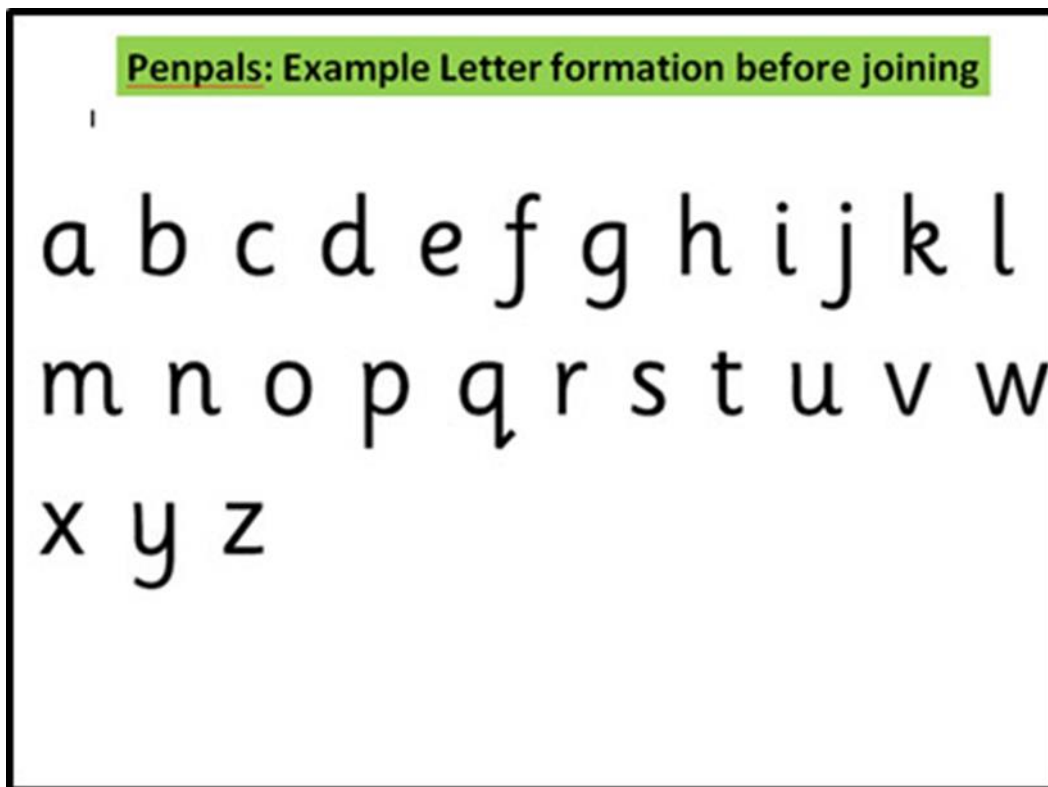 Penpals: Example Letter formation before joining
a b c d e f g h i j k l
m n o p q r s t u v w
x y z